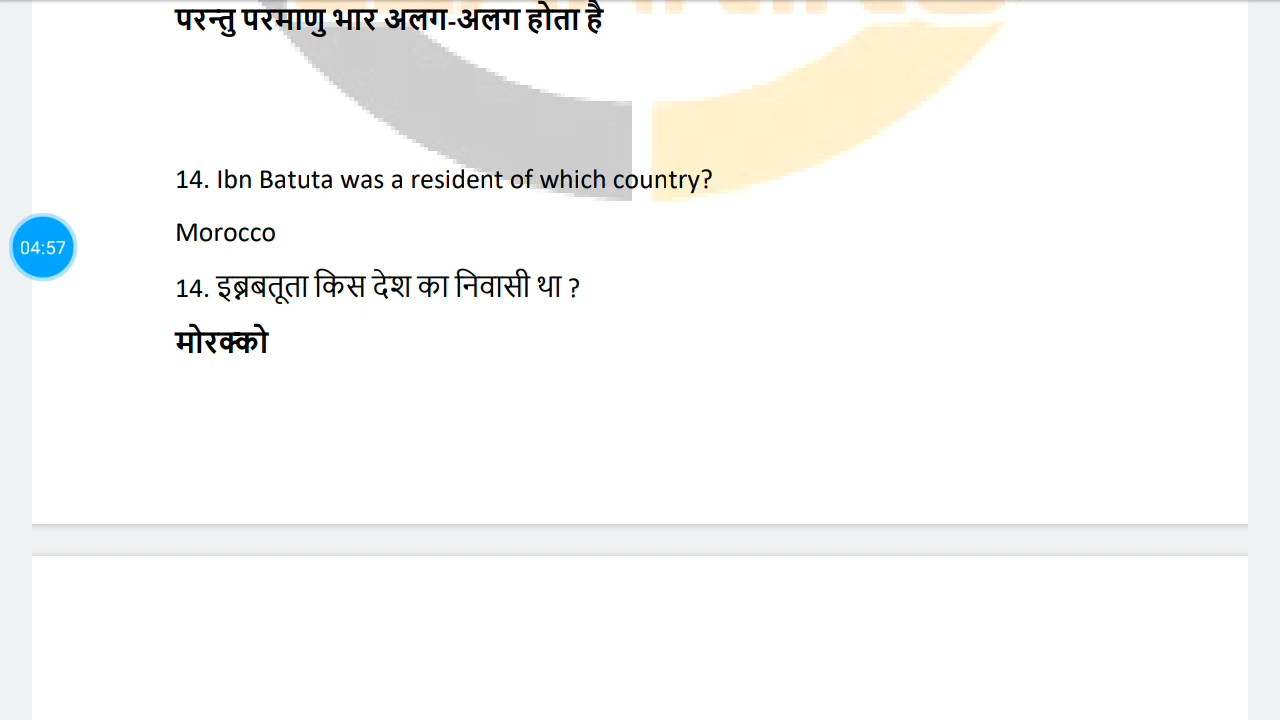 परन्तु परमाणु भार अलग-अलग होता है
14. Ibn Batuta was a resident of which country?
Morocco
04:57
14. इब्नबतूता किस देश का निवासी था ?
मोरक्को